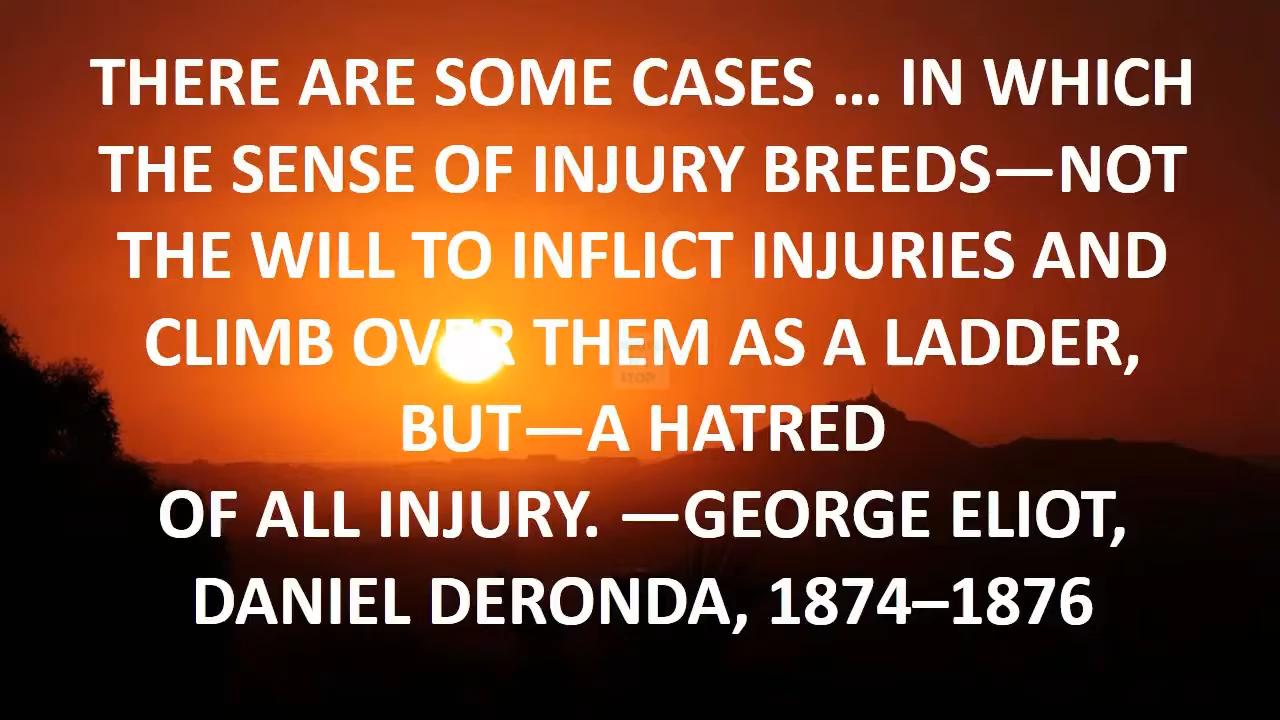 THERE ARE SOME CASES … IN WHICH
THE SENSE OF INJURY BREEDS—NOT
THE WILL TO INFLICT INJURIES AND
CLIMB OVER THEM AS A LADDER,
BUT—A HATRED
OF ALL INJURY. —GEORGE ELIOT,
DANIEL DERONDA, 1874–1876
STOP